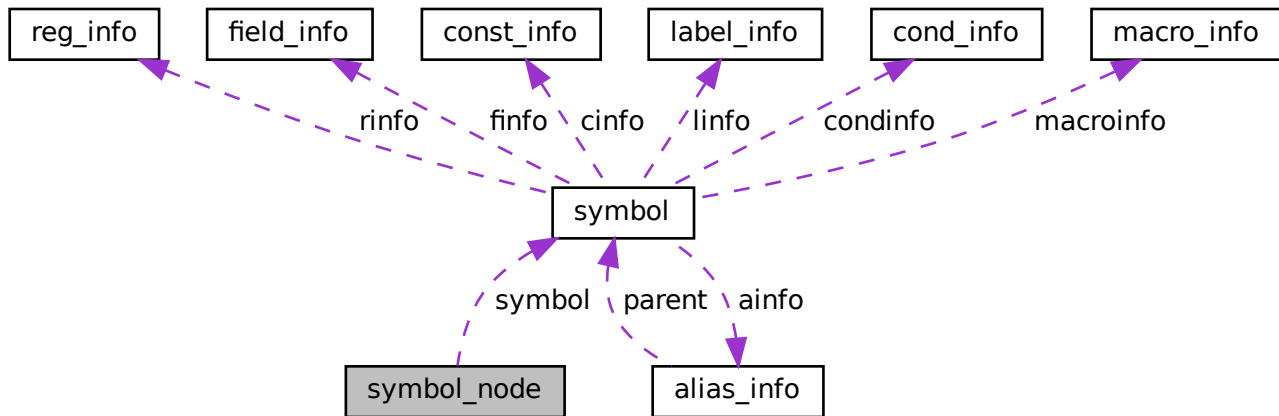 reg_info
field_info
const_info
label_info
cond_info
macro_info
rinfo
finfo
cinfo
linfo
condinfo
macroinfo
symbol
symbol
parent
ainfo
symbol_node
alias_info